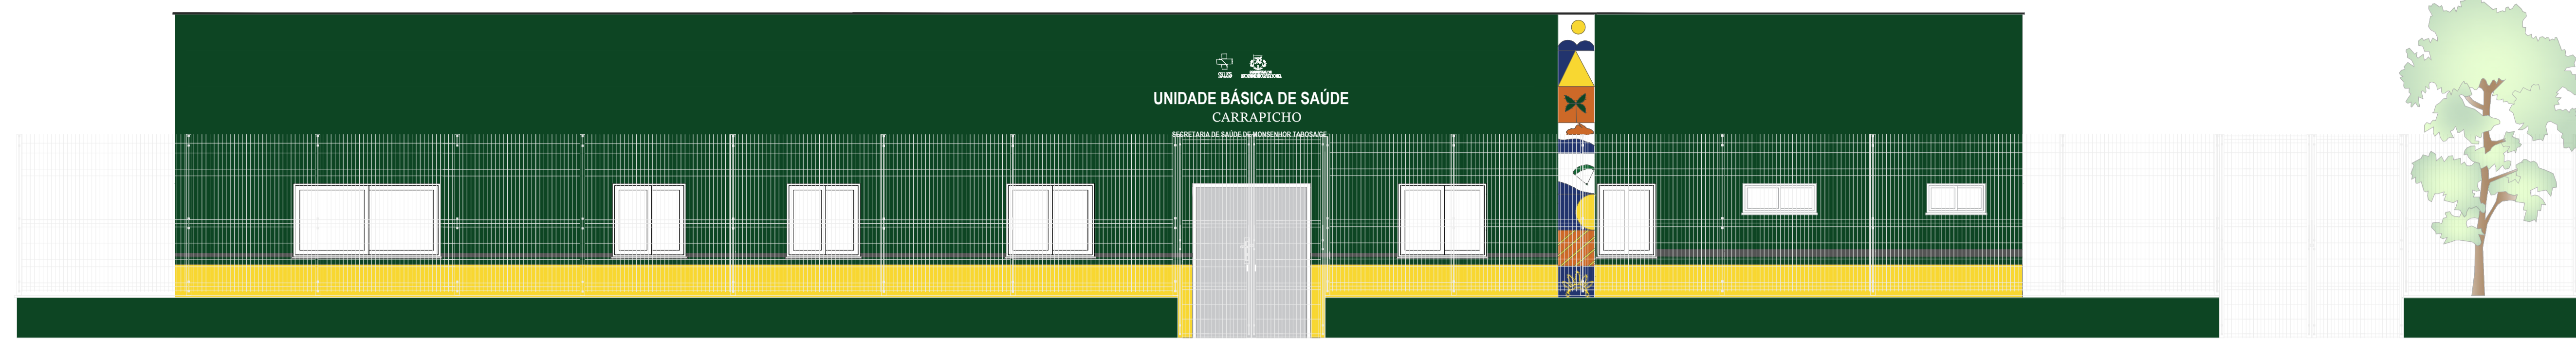 UNIDADE BÁSICA DE SAÚDE
CARRAPICHO
SECRETARIA DE SAÚDE DE MONSENHOR TABOSA/CE